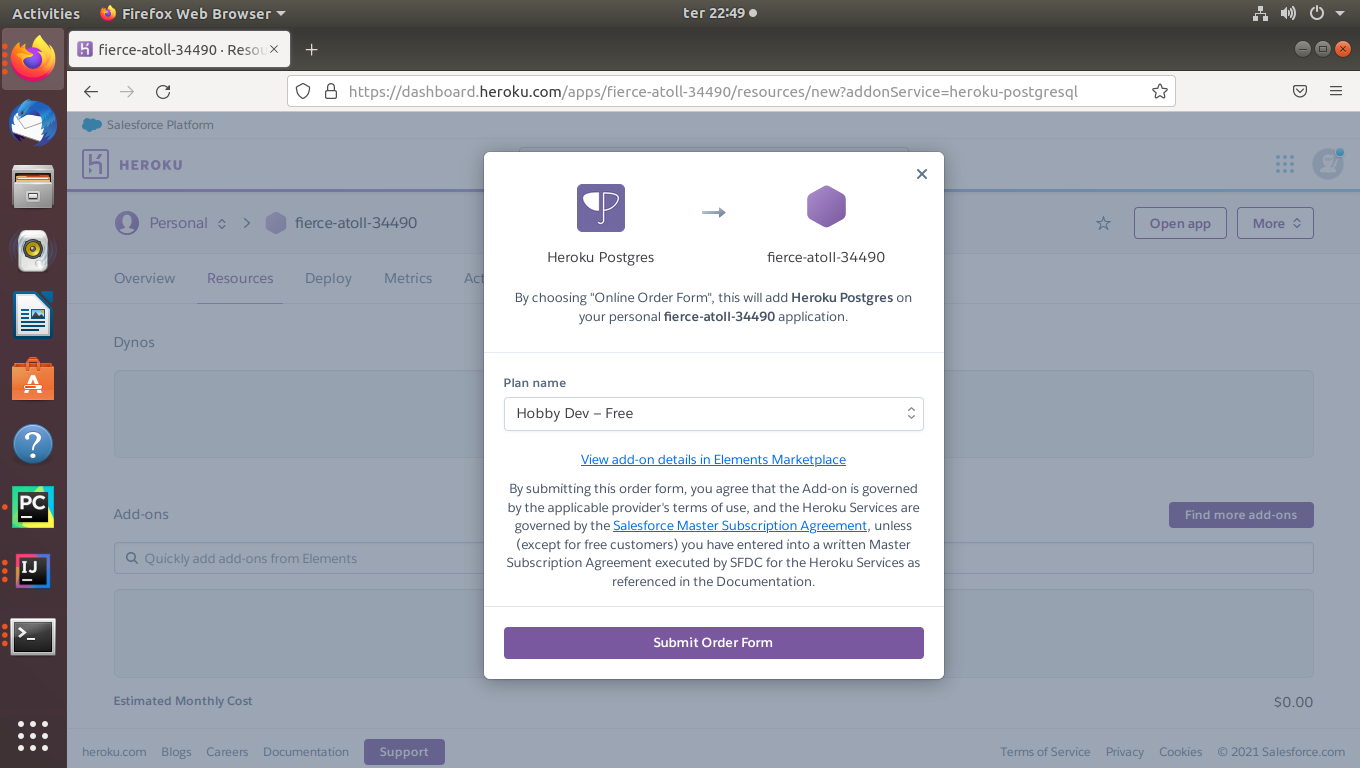 Activities Firefox Web Browser ter 22:49
fierce-atoll-34490 · Resou
https://dashboard.heroku.com/apps/fierce-atoll-34490/resources/new?addonService=heroku-postgresql
Salesforce Platform
HEROKU
Personal fierce-atoll-34490 Open app More
Overview Resources Deploy Metrics Act
Heroku Postgres fierce-atoll-34490
By choosing "Online Order Form", this will add Heroku Postgres on
your personal fierce-atoll-34490 application.
Dynos
Plan name
Hobby Dev – Free
View add-on details in Elements Marketplace
By submitting this order form, you agree that the Add-on is governed
by the applicable provider's terms of use, and the Heroku Services are
governed by the Salesforce Master Subscription Agreement, unless
(except for free customers) you have entered into a written Master
Subscription Agreement executed by SFDC for the Heroku Services as
referenced in the Documentation.
Submit Order Form
Add-ons Find more add-ons
Quickly add add-ons from Elements
Estimated Monthly Cost $0.00
heroku.com Blogs Careers Documentation Support Terms of Service Privacy Cookies © 2021 Salesforce.com
PC
IJ